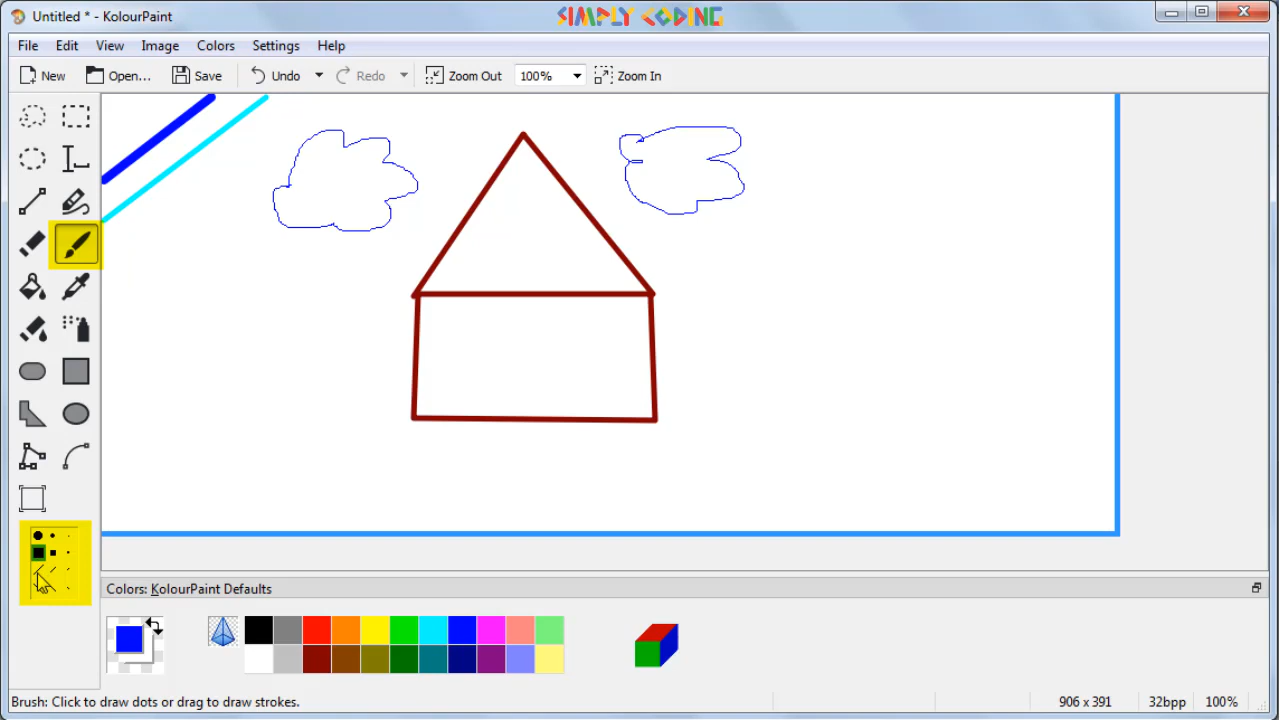 Untitled * - KolourPaint
SIMPLY CODING
File Edit View Image Colors Settings Help
New Open... Save Undo Redo Zoom Out 100% Zoom In
Colors: KolourPaint Defaults
Brush: Click to draw dots or drag to draw strokes. 906 x 391 32bpp 100%